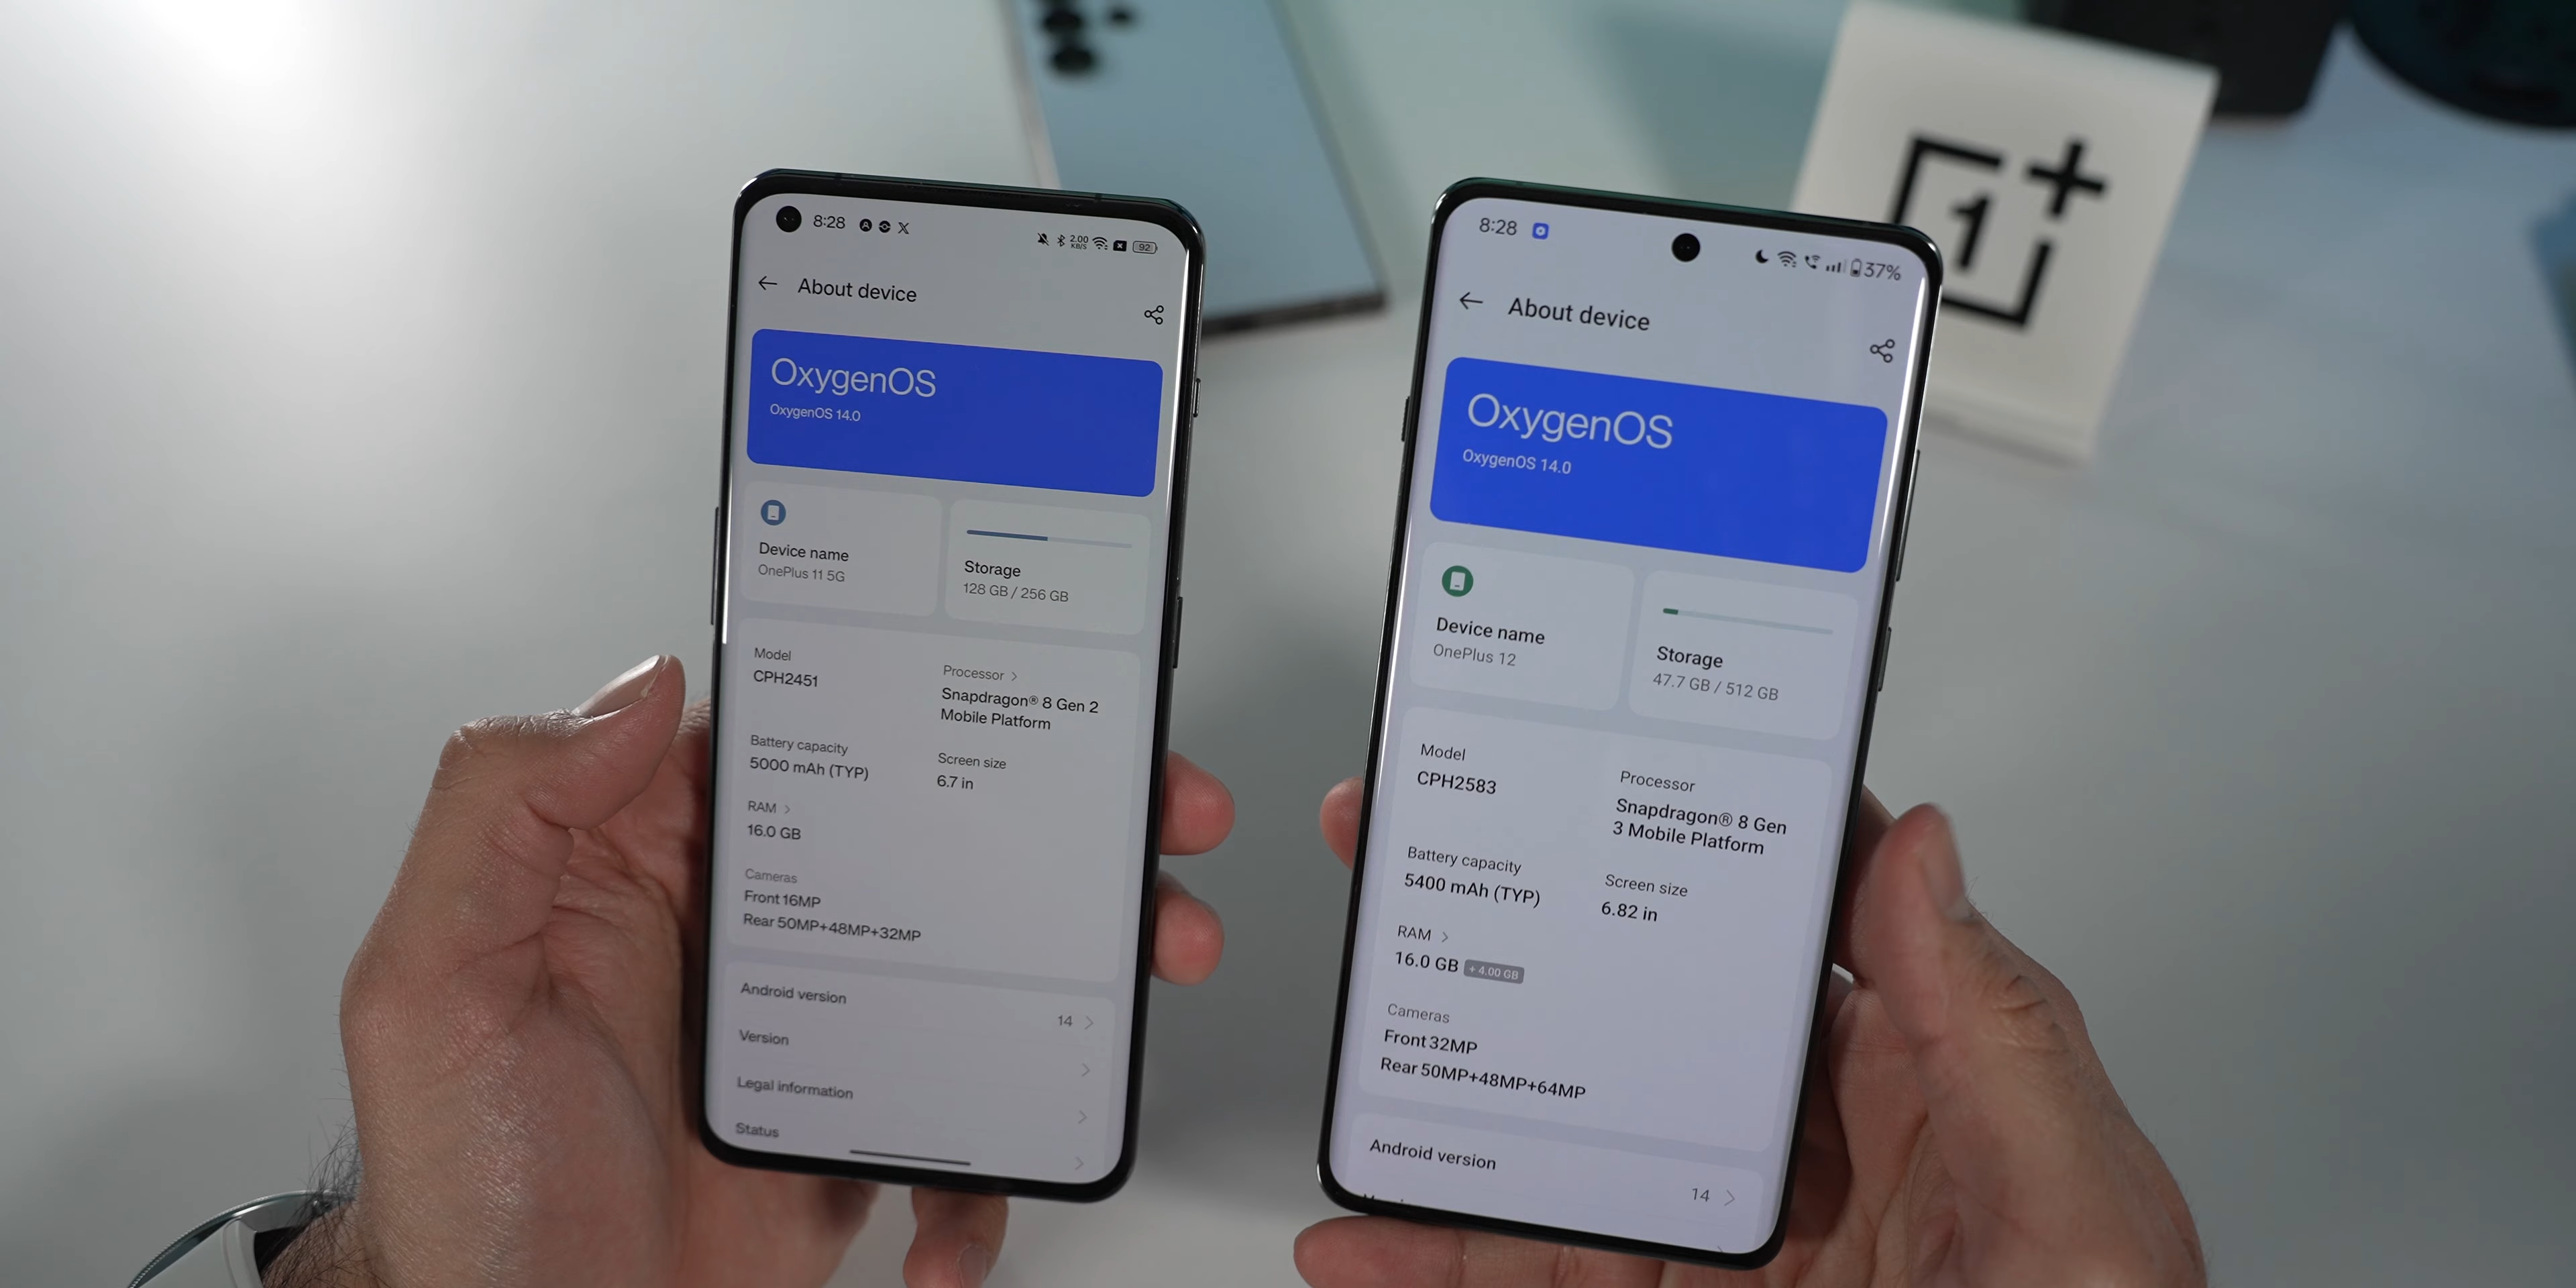 8:28
2.00
KB/S
92
About device
OxygenOS
OxygenOS 14.0
Device name
OnePlus 11 5G
Storage
128 GB / 256 GB
Model
CPH2451
Processor
Snapdragon® 8 Gen 2
Mobile Platform
Battery capacity
5000 mAh (TYP)
Screen size
6.7 in
RAM
16.0 GB
Cameras
Front 16MP
Rear 50MP+48MP+32MP
Android version
14
Version
Legal information
Status
8:28
37%
About device
OxygenOS
OxygenOS 14.0
Device name
OnePlus 12
Storage
47.7 GB / 512 GB
Model
CPH2583
Processor
Snapdragon® 8 Gen
3 Mobile Platform
Battery capacity
5400 mAh (TYP)
Screen size
6.82 in
RAM
16.0 GB + 4.00 GB
Cameras
Front 32MP
Rear 50MP+48MP+64MP
Android version
14
1+